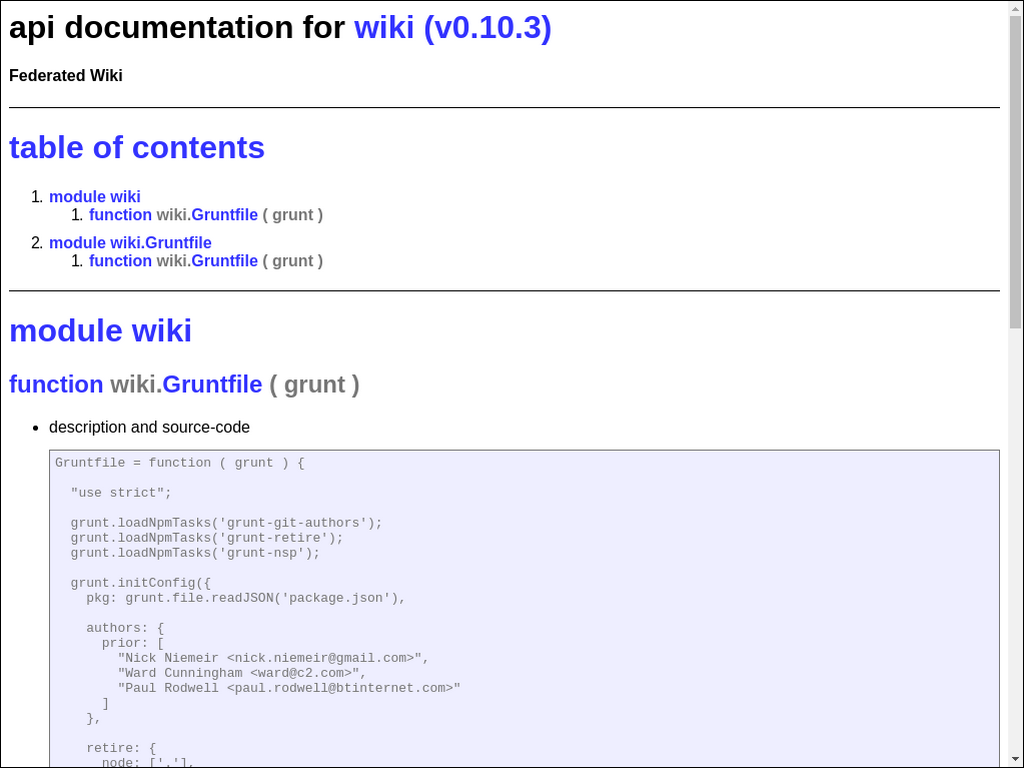 api documentation for wiki (v0.10.3)
Federated Wiki
table of contents
1. module wiki
1. function wiki.Gruntfile ( grunt )
2. module wiki.Gruntfile
1. function wiki.Gruntfile ( grunt )
module wiki
function wiki.Gruntfile ( grunt )
• description and source-code
Gruntfile = function ( grunt ) {
"use strict";
grunt.loadNpmTasks('grunt-git-authors');
grunt.loadNpmTasks('grunt-retire');
grunt.loadNpmTasks('grunt-nsp');
grunt.initConfig({
pkg: grunt.file.readJSON('package.json'),
authors: {
prior: [
"Nick Niemeir <nick.niemeir@gmail.com>",
"Ward Cunningham <ward@c2.com>",
"Paul Rodwell <paul.rodwell@btinternet.com>"
]
},
retire: {
node: ['.'],